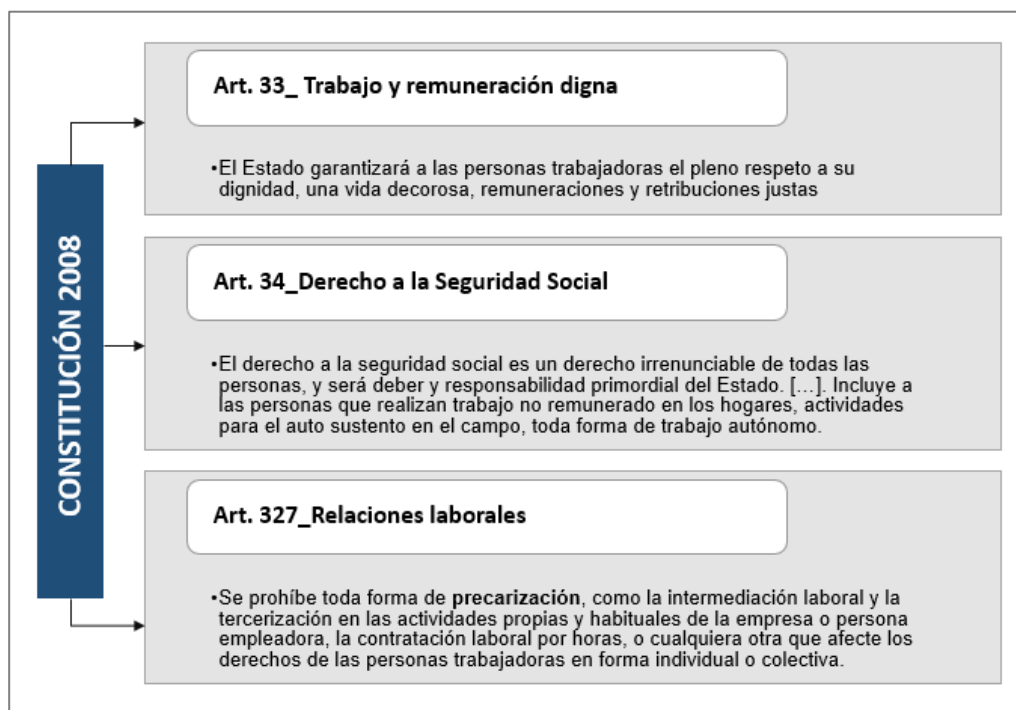 CONSTITUCIÓN 2008
Art. 33_ Trabajo y remuneración digna
•El Estado garantizará a las personas trabajadoras el pleno respeto a su
dignidad, una vida decorosa, remuneraciones y retribuciones justas
Art. 34_Derecho a la Seguridad Social
•El derecho a la seguridad social es un derecho irrenunciable de todas las
personas, y será deber y responsabilidad primordial del Estado. […]. Incluye a
las personas que realizan trabajo no remunerado en los hogares, actividades
para el auto sustento en el campo, toda forma de trabajo autónomo.
Art. 327_Relaciones laborales
•Se prohíbe toda forma de precarización, como la intermediación laboral y la
tercerización en las actividades propias y habituales de la empresa o persona
empleadora, la contratación laboral por horas, o cualquiera otra que afecte los
derechos de las personas trabajadoras en forma individual o colectiva.